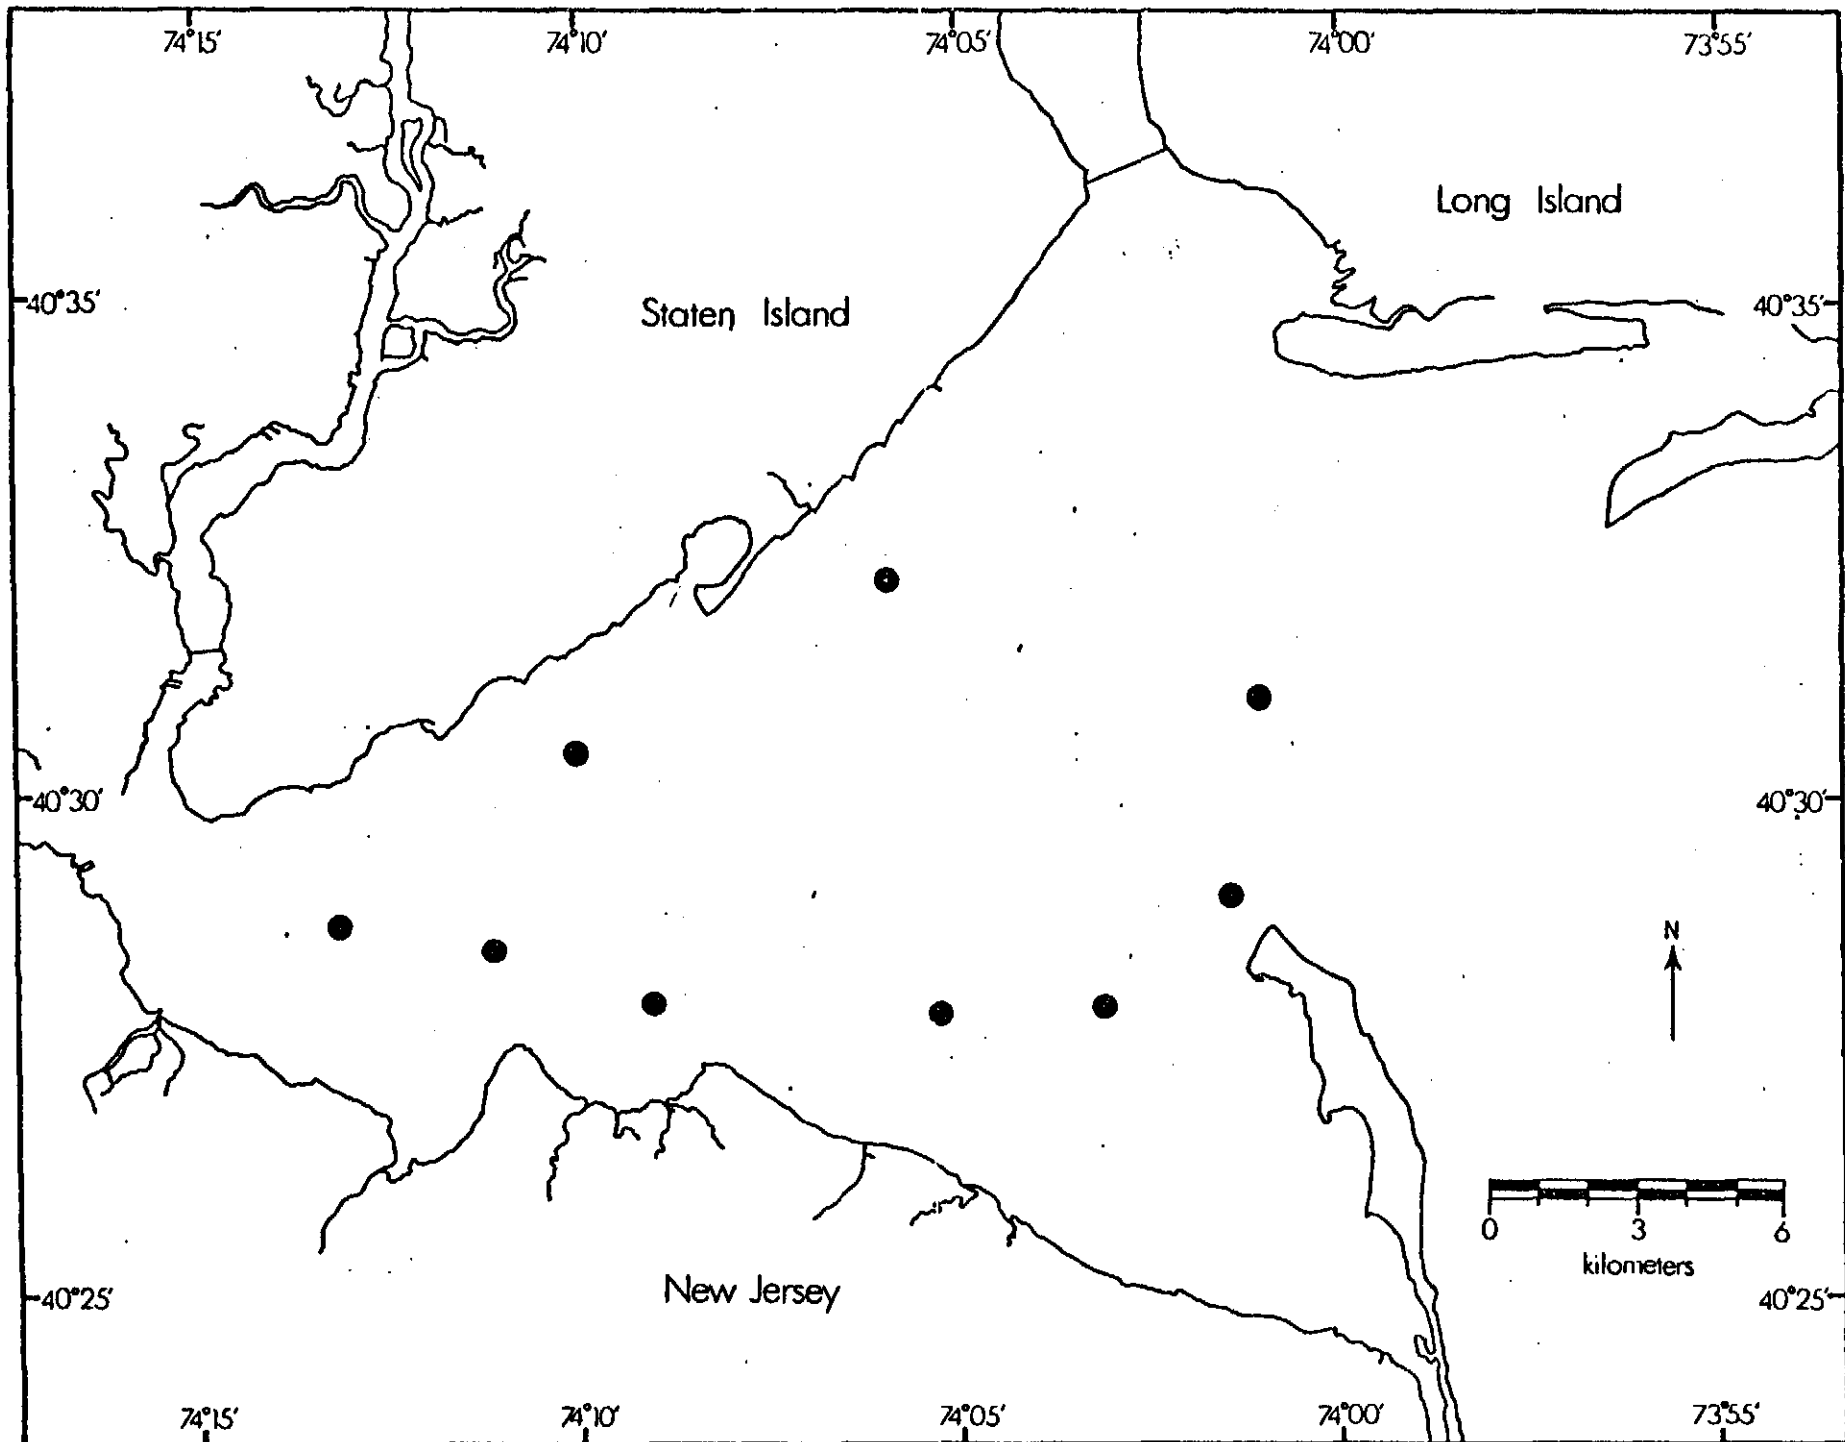 74°15' 74°10' 74°05' 74°00' 73°55'
Long Island
40°35' Staten Island 40°35'
40°30' 40°30'
N
0 3 6
kilometers
New Jersey
40°25' 40°25'
74°15' 74°10' 74°05' 74°00' 73°55'